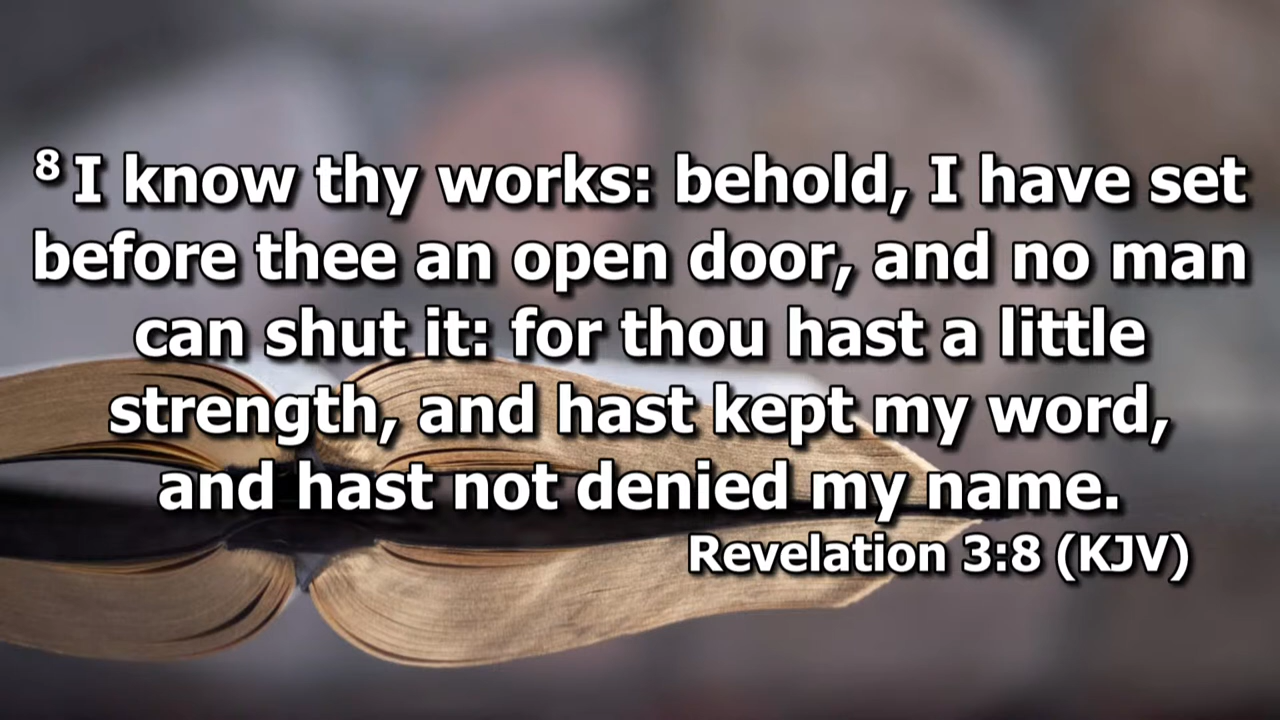 8 I know thy works: behold, I have set
before thee an open door, and no man
can shut it: for thou hast a little
strength, and hast kept my word,
and hast not denied my name.
Revelation 3:8 (KJV)